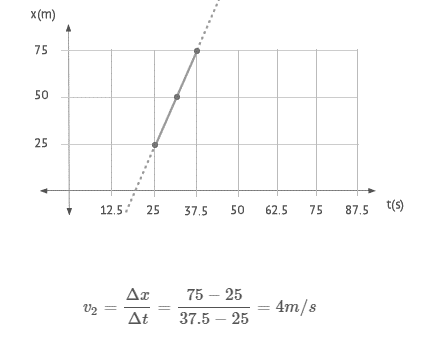 x(m)
75
50
25
12.5 25 37.5 50 62.5 75 87.5 t(s)
v₂ = Δx/Δt = (75 − 25)/(37.5 − 25) = 4m/s